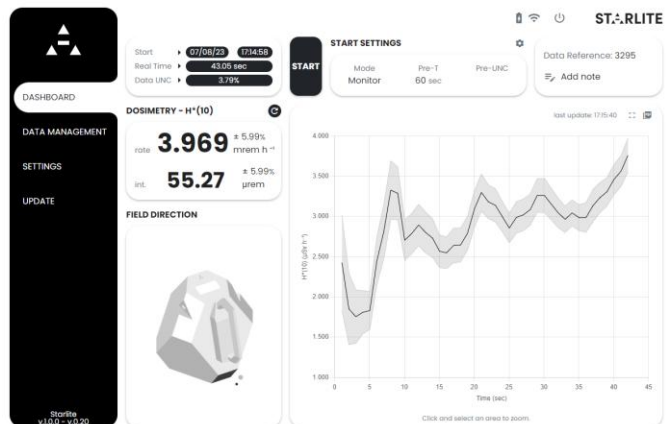 ST∴RLITE
DASHBOARD
DATA MANAGEMENT
SETTINGS
UPDATE
Starlite
v.1.0.0 - v.0.20
Start 07/08/23 17:14:58
Real Time 43.05 sec
Data UNC 3.79%
START
START SETTINGS
Mode Pre-T Pre-UNC
Monitor 60 sec
Data Reference: 3295
Add note
DOSIMETRY - H*(10)
rate 3.969 ± 5.99% mrem h⁻¹
int. 55.27 ± 5.99% µrem
FIELD DIRECTION
last update: 17:15:40
H*(10) (µSv h⁻¹)
4 000
3 500
3 000
2 500
2 000
1 500
1 000
0 5 10 15 20 25 30 35 40 45
Time (sec)
Click and select an area to zoom.